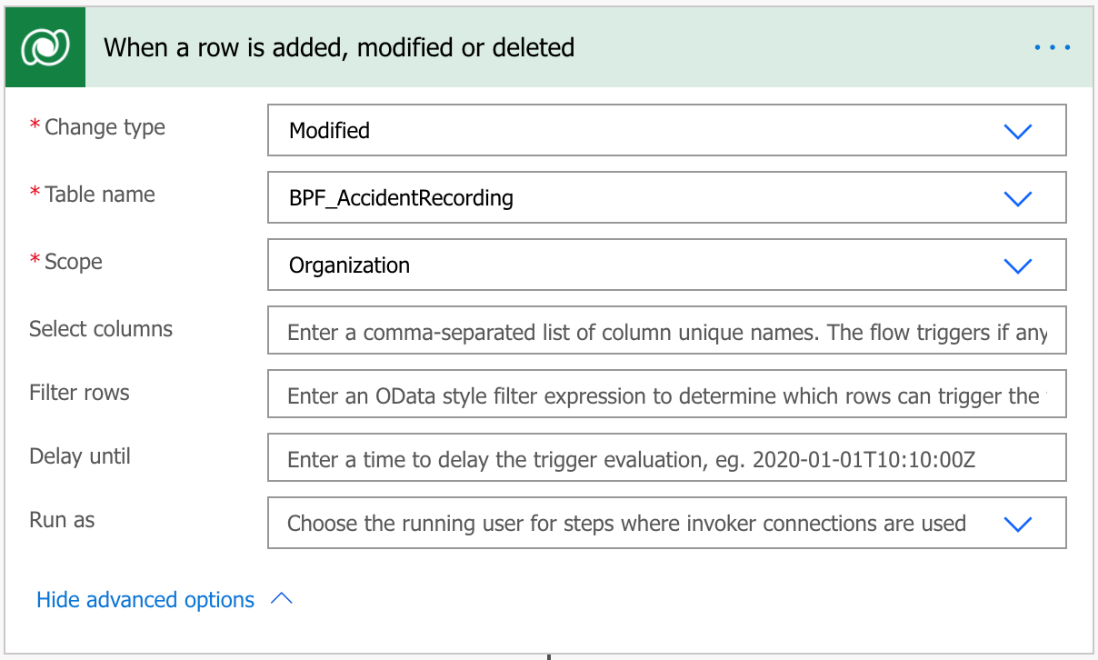 When a row is added, modified or deleted
* Change type
Modified
* Table name
BPF_AccidentRecording
* Scope
Organization
Select columns
Enter a comma-separated list of column unique names. The flow triggers if any
Filter rows
Enter an OData style filter expression to determine which rows can trigger the
Delay until
Enter a time to delay the trigger evaluation, eg. 2020-01-01T10:10:00Z
Run as
Choose the running user for steps where invoker connections are used
Hide advanced options